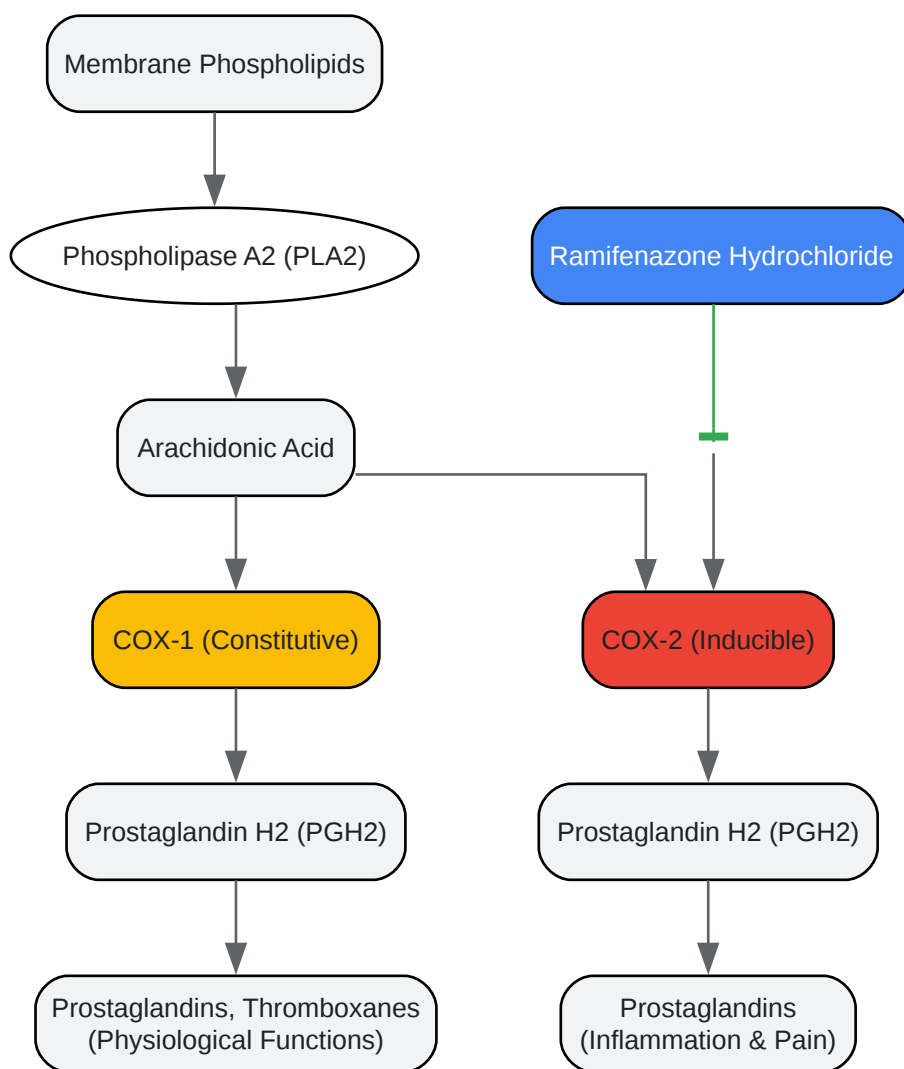 Membrane Phospholipids
Phospholipase A2 (PLA2)
Ramifenazone Hydrochloride
Arachidonic Acid
COX-1 (Constitutive)
COX-2 (Inducible)
Prostaglandin H2 (PGH2)
Prostaglandin H2 (PGH2)
Prostaglandins, Thromboxanes
(Physiological Functions)
Prostaglandins
(Inflammation & Pain)